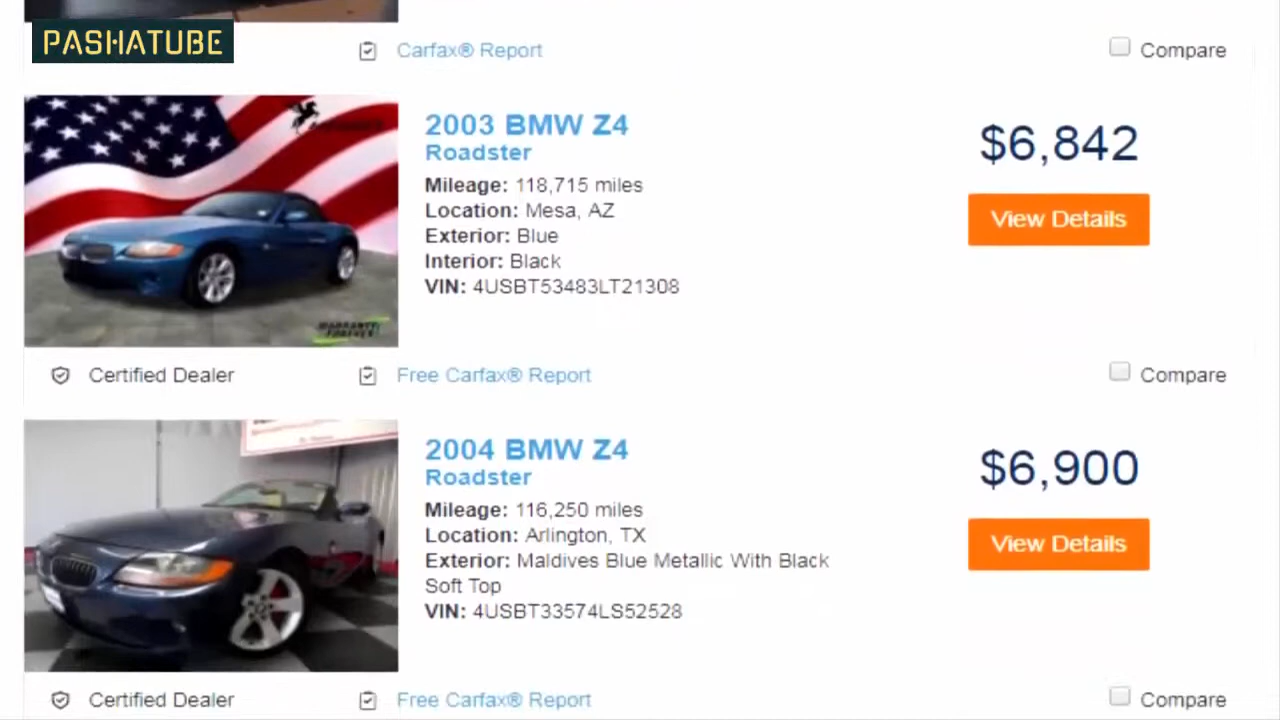 PASHATUBE
Carfax® Report
Compare
2003 BMW Z4
Roadster
$6,842
Mileage: 118,715 miles
Location: Mesa, AZ
View Details
Exterior: Blue
Interior: Black
VIN: 4USBT53483LT21308
WARRANTY
FOREVER
Certified Dealer
Free Carfax® Report
Compare
2004 BMW Z4
Roadster
$6,900
Mileage: 116,250 miles
Location: Arlington, TX
View Details
Exterior: Maldives Blue Metallic With Black
Soft Top
VIN: 4USBT33574LS52528
Certified Dealer
Free Carfax® Report
Compare